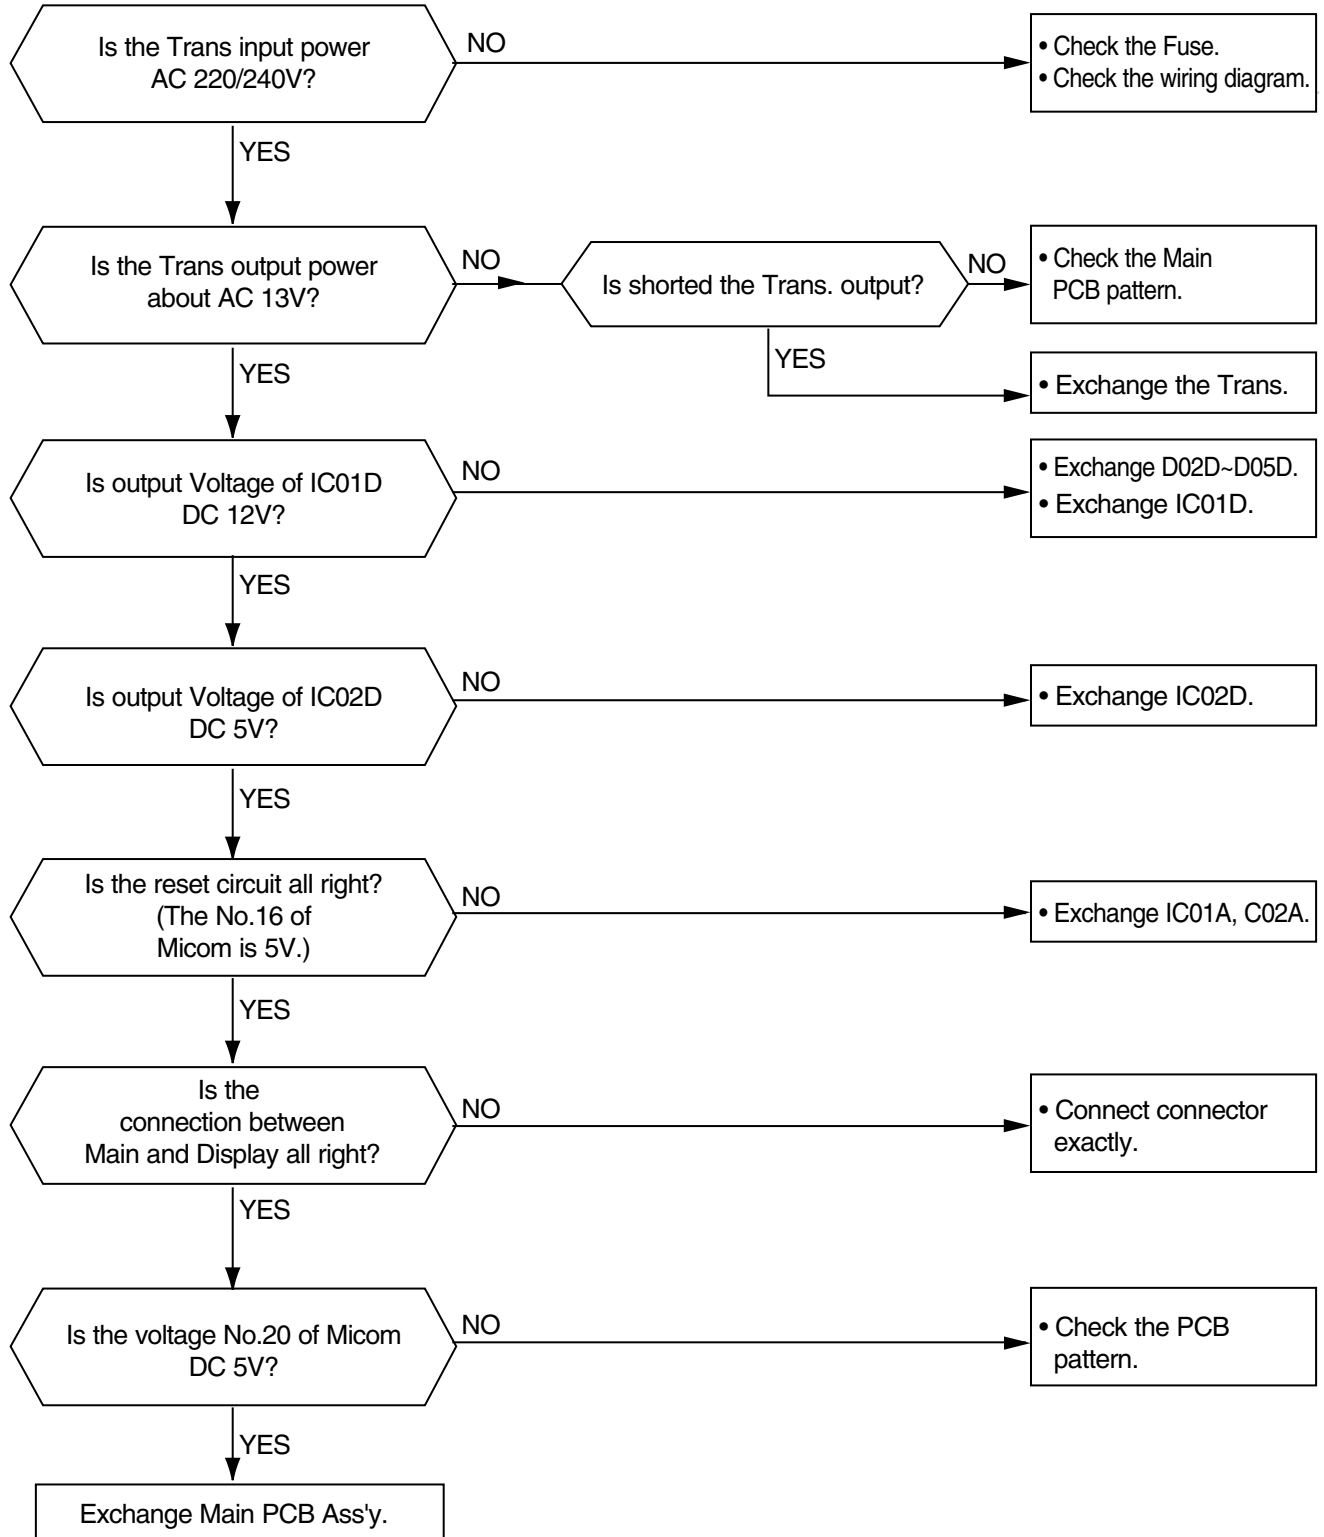 Is the Trans input power
AC 220/240V?
NO
• Check the Fuse.
• Check the wiring diagram.
YES
Is the Trans output power
about AC 13V?
NO
Is shorted the Trans. output?
NO
• Check the Main
PCB pattern.
YES
• Exchange the Trans.
YES
Is output Voltage of IC01D
DC 12V?
NO
• Exchange D02D~D05D.
• Exchange IC01D.
YES
Is output Voltage of IC02D
DC 5V?
NO
• Exchange IC02D.
YES
Is the reset circuit all right?
(The No.16 of
Micom is 5V.)
NO
• Exchange IC01A, C02A.
YES
Is the
connection between
Main and Display all right?
NO
• Connect connector
exactly.
YES
Is the voltage No.20 of Micom
DC 5V?
NO
• Check the PCB
pattern.
YES
Exchange Main PCB Ass'y.